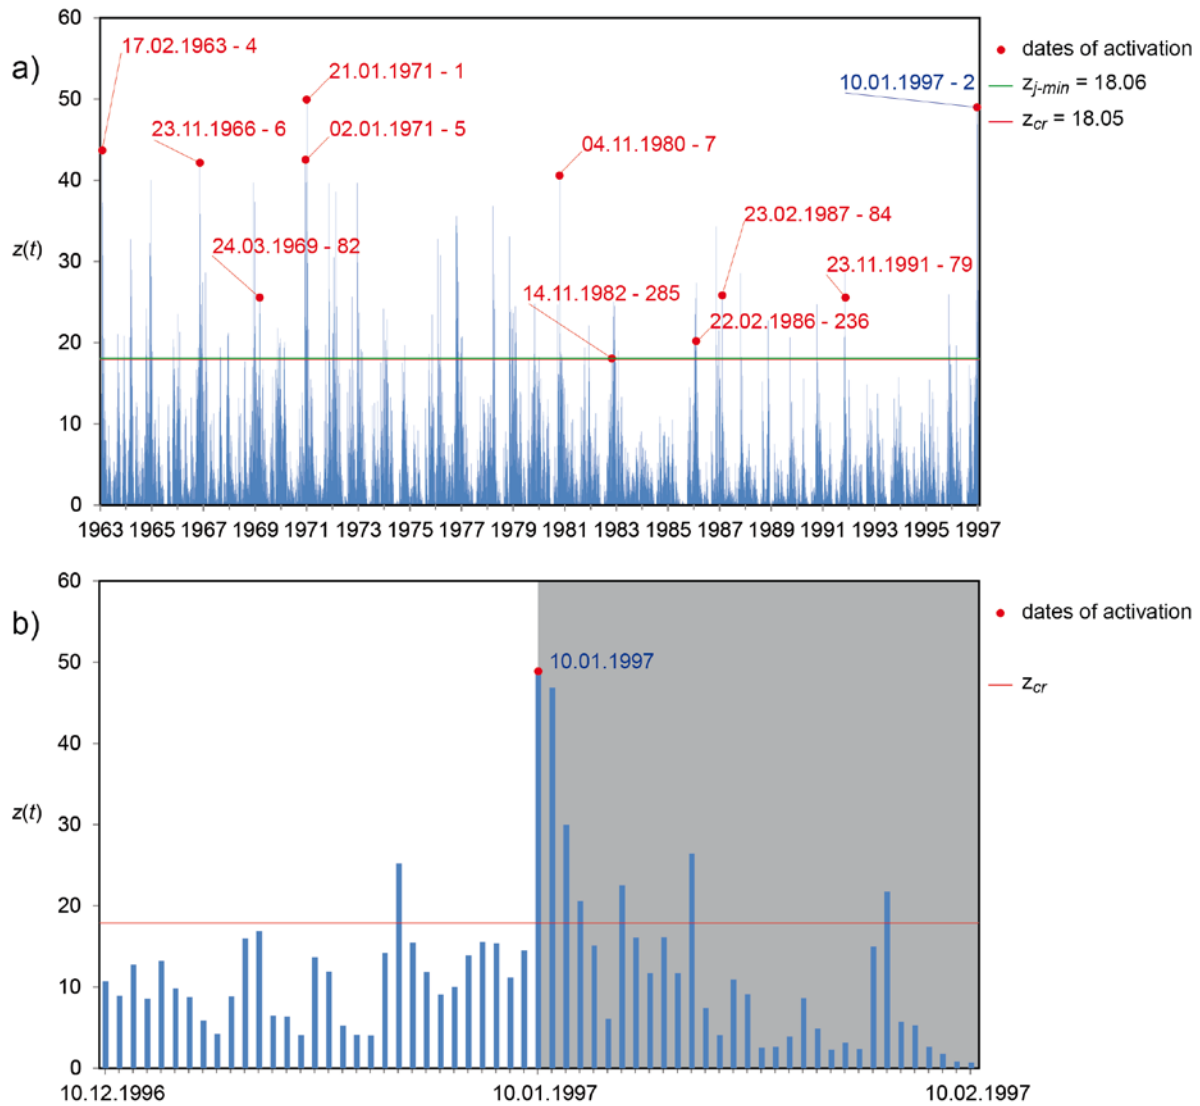 a)
60
50
40
30
20
10
0
z(t)
17.02.1963 - 4
21.01.1971 - 1
23.11.1966 - 6
02.01.1971 - 5
04.11.1980 - 7
10.01.1997 - 2
24.03.1969 - 82
14.11.1982 - 285
23.02.1987 - 84
23.11.1991 - 79
22.02.1986 - 236
dates of activation
zj-min = 18.06
zcr = 18.05
1963 1965 1967 1969 1971 1973 1975 1977 1979 1981 1983 1985 1987 1989 1991 1993 1995 1997
b)
60
50
40
30
20
10
0
z(t)
10.01.1997
dates of activation
zcr
10.12.1996 10.01.1997 10.02.1997